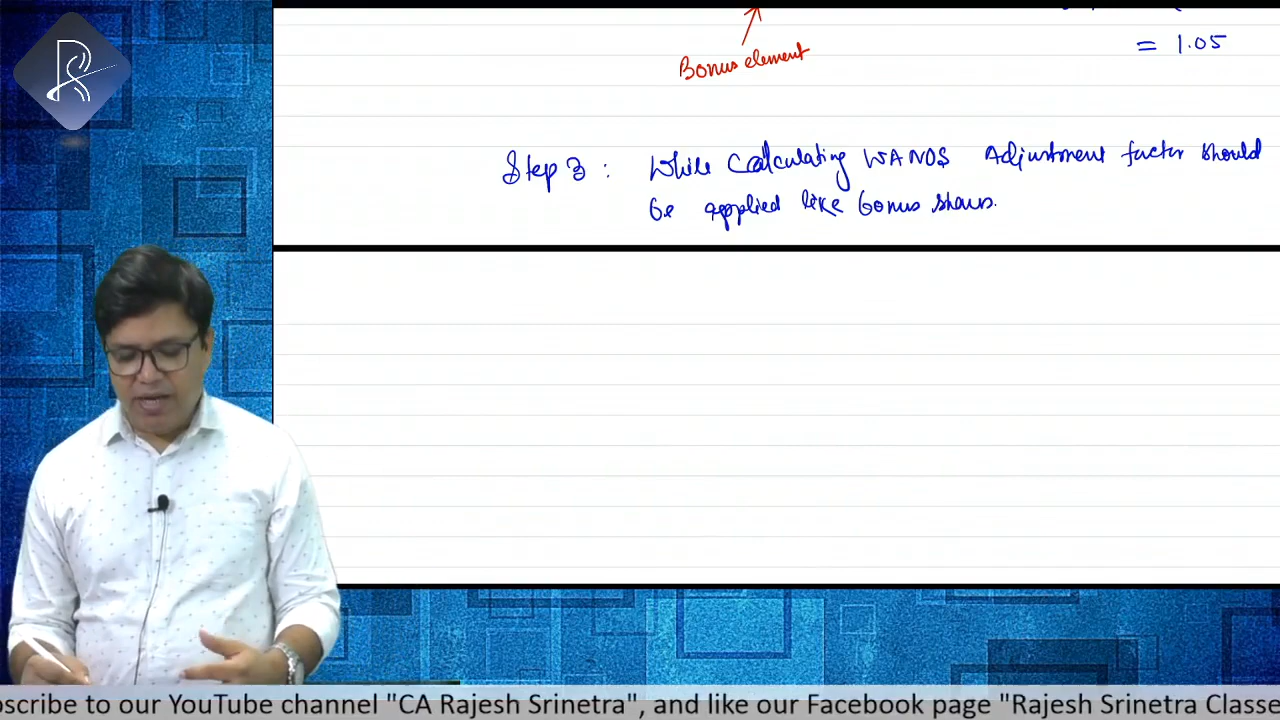 = 1.05
Bonus element
Step 3 : While Calculating WANOS Adjustment factor should
be applied like bonus shares.
scribe to our YouTube channel "CA Rajesh Srinetra", and like our Facebook page "Rajesh Srinetra Classe